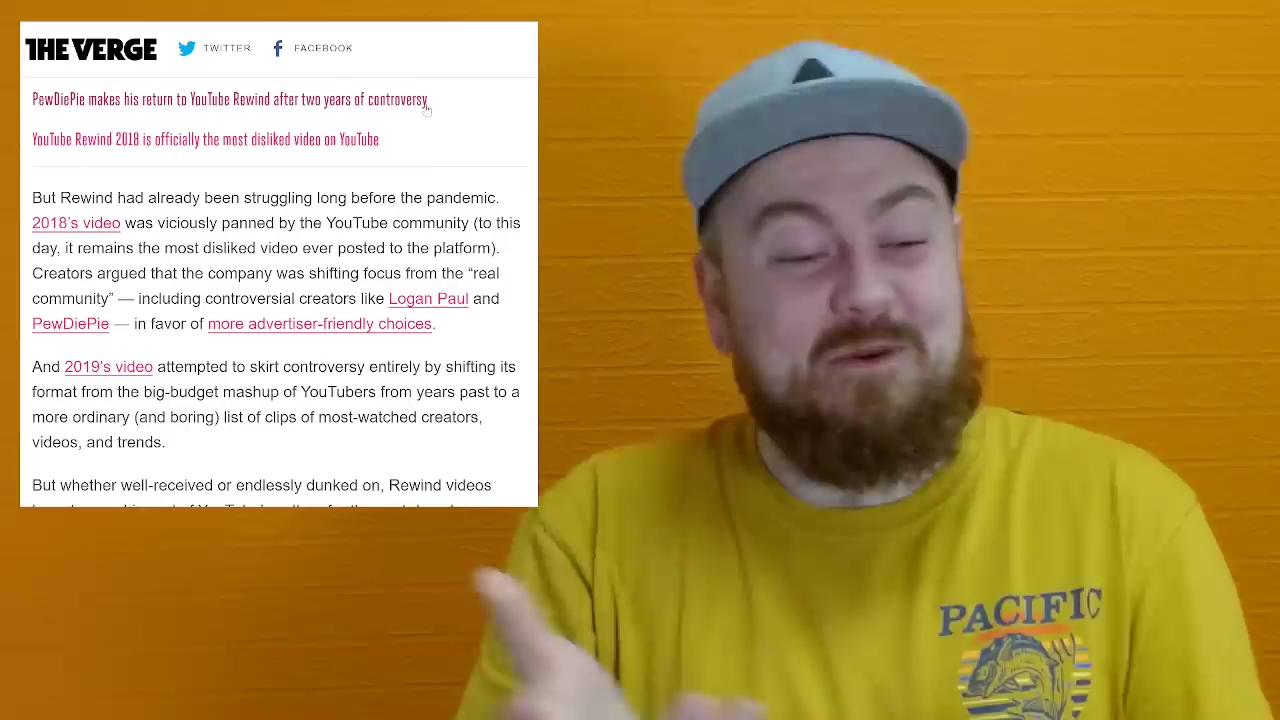 THE VERGE TWITTER FACEBOOK
PewDiePie makes his return to YouTube Rewind after two years of controversy
YouTube Rewind 2018 is officially the most disliked video on YouTube
But Rewind had already been struggling long before the pandemic.
2018's video was viciously panned by the YouTube community (to this
day, it remains the most disliked video ever posted to the platform).
Creators argued that the company was shifting focus from the “real
community” — including controversial creators like Logan Paul and
PewDiePie — in favor of more advertiser-friendly choices.
And 2019's video attempted to skirt controversy entirely by shifting its
format from the big-budget mashup of YouTubers from years past to a
more ordinary (and boring) list of clips of most-watched creators,
videos, and trends.
But whether well-received or endlessly dunked on, Rewind videos
PACIFIC